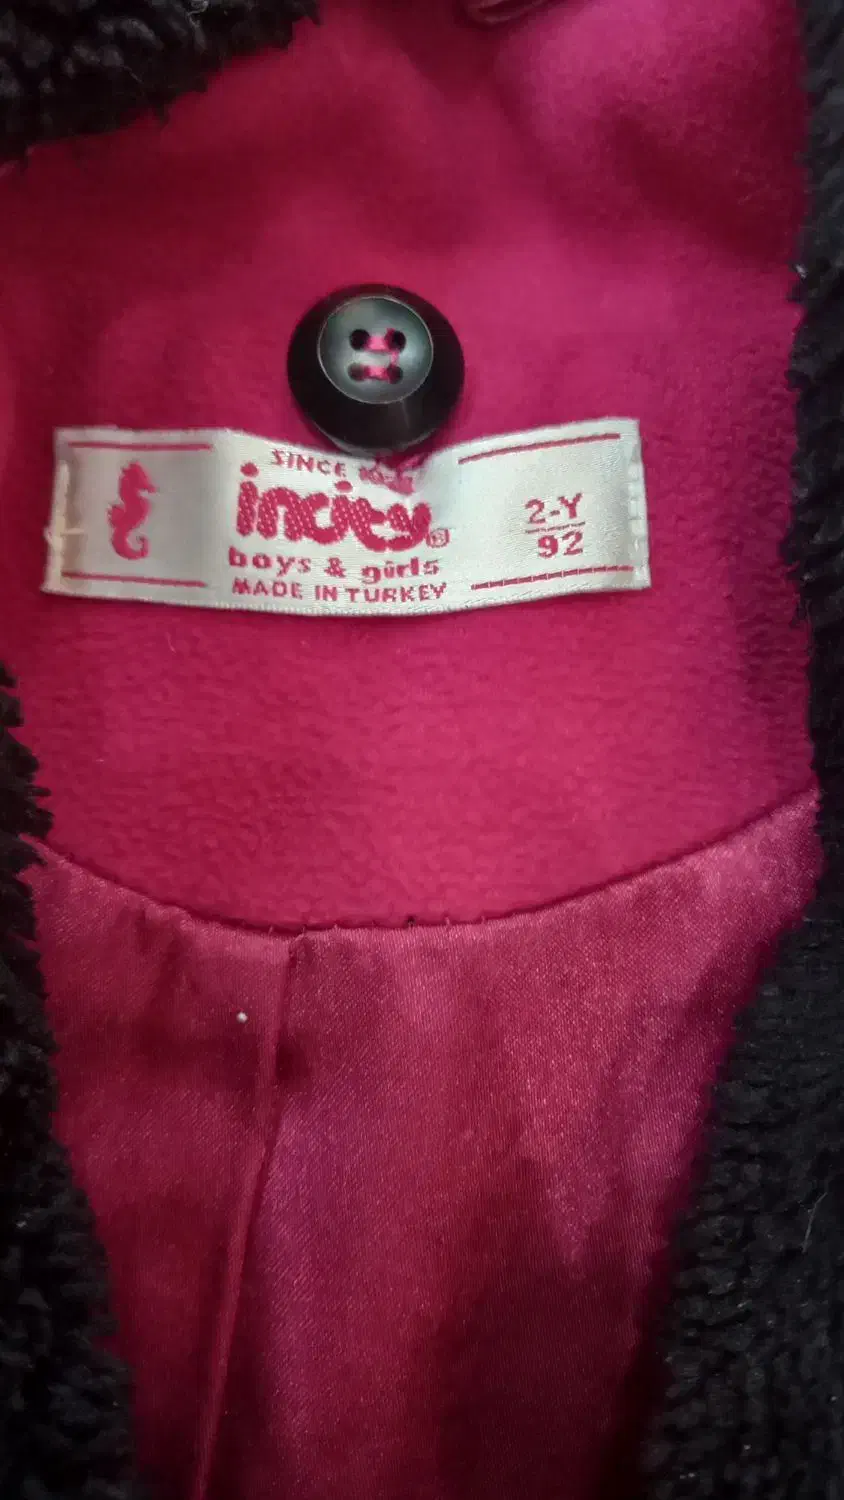 SINCE
incity®
boys & girls
MADE IN TURKEY
2-Y
92